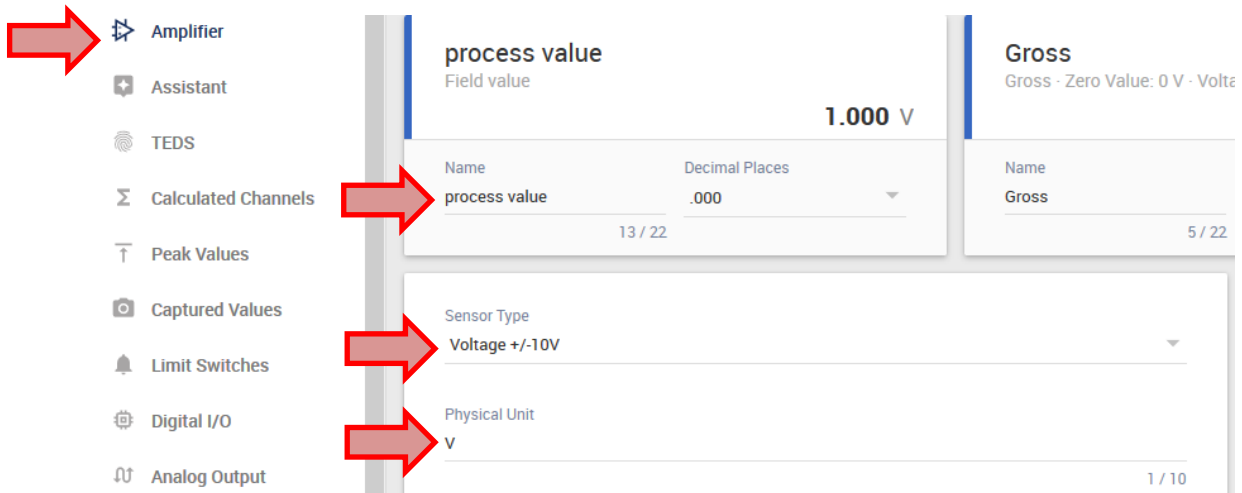 Amplifier
Assistant
TEDS
Calculated Channels
Peak Values
Captured Values
Limit Switches
Digital I/O
Analog Output
process value
Field value
1.000 V
Name
process value
13 / 22
Decimal Places
.000
Gross
Gross · Zero Value: 0 V · Volta
Name
Gross
5 / 22
Sensor Type
Voltage +/-10V
Physical Unit
V
1 / 10